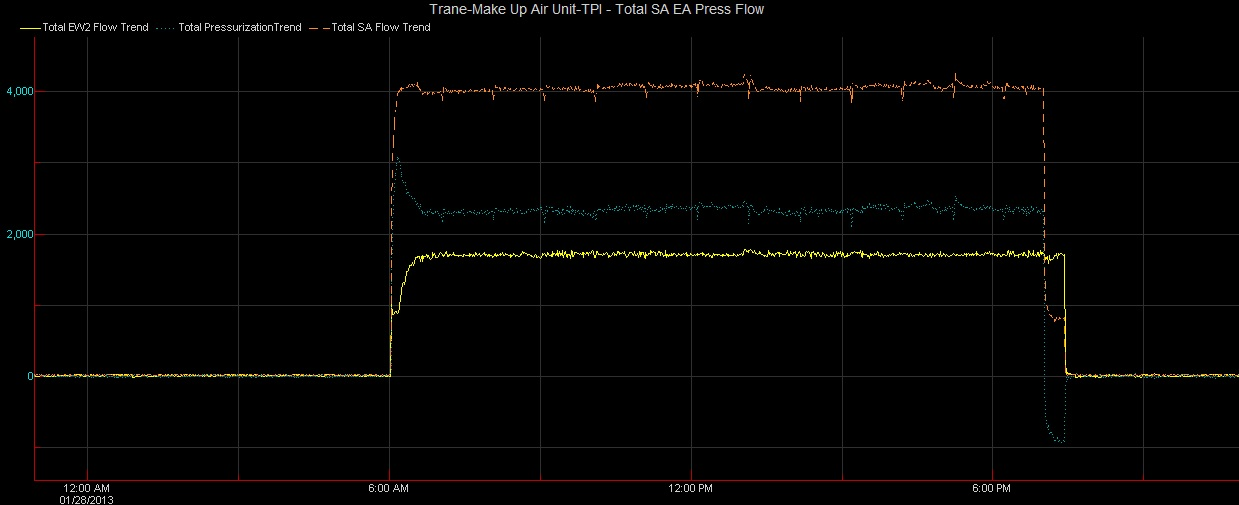 Trane-Make Up Air Unit-TPI - Total SA EA Press Flow
Total EW2 Flow Trend Total PressurizationTrend Total SA Flow Trend
4,000
2,000
0
12:00 AM 6:00 AM 12:00 PM 6:00 PM
01/28/2013